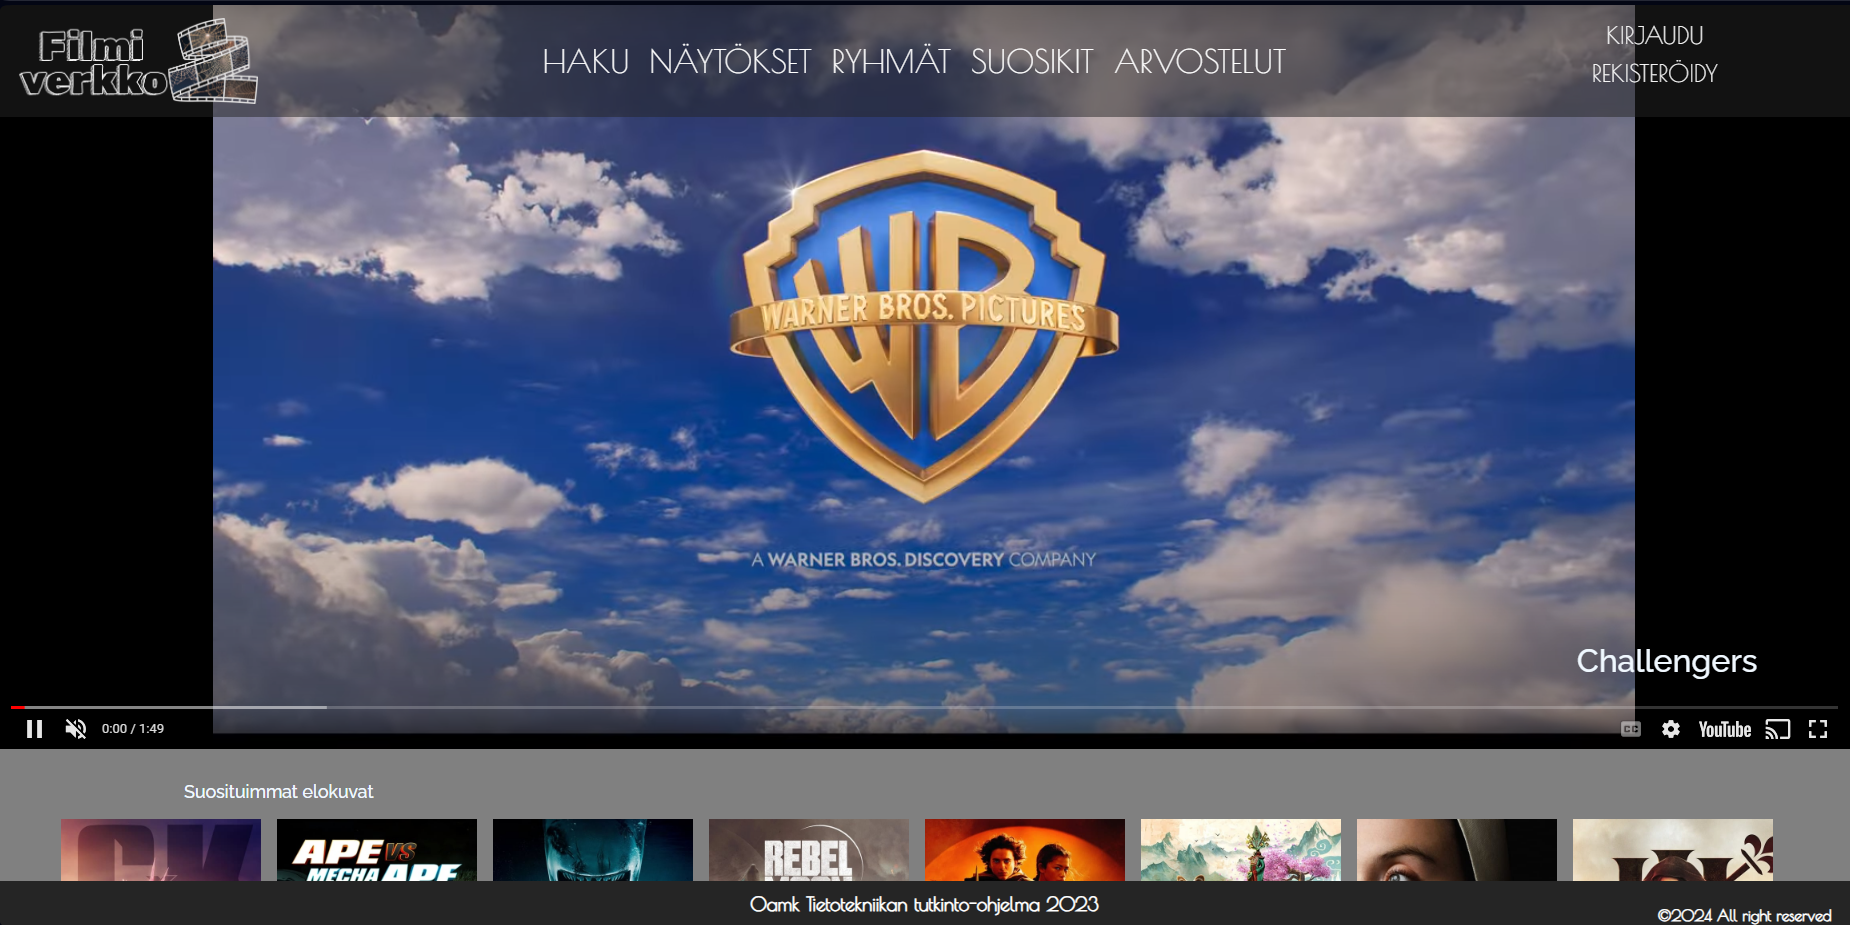 Filmi
verkko
HAKU NÄYTÖKSET RYHMÄT SUOSIKIT ARVOSTELUT
KIRJAUDU
REKISTERÖIDY
WB
WARNER BROS. PICTURES
A WARNER BROS. DISCOVERY COMPANY
Challengers
0:00 / 1:49
CC
YouTube
Suosituimmat elokuvat
APE VS
MECHA APE
REBEL
Oamk Tietotekniikan tutkinto-ohjelma 2023
©2024 All right reserved